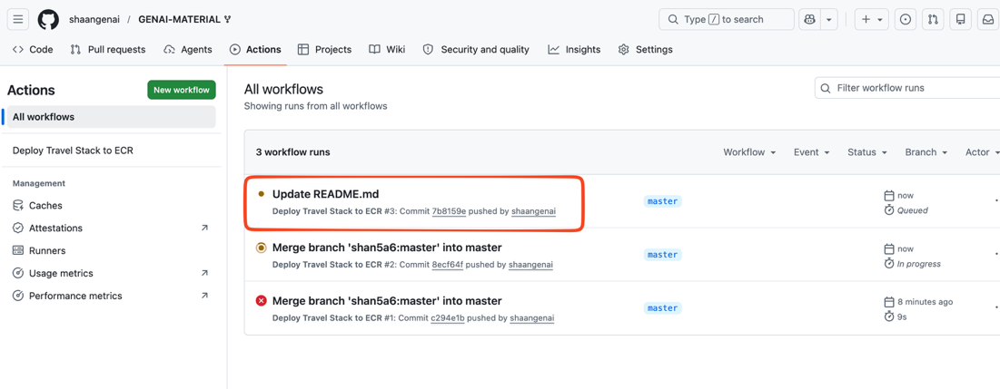 shaangenai / GENAI-MATERIAL
Type / to search
Code Pull requests Agents Actions Projects Wiki Security and quality Insights Settings
Actions
New workflow
All workflows
Deploy Travel Stack to ECR
Management
Caches
Attestations
Runners
Usage metrics
Performance metrics
All workflows
Showing runs from all workflows
Filter workflow runs
3 workflow runs
Workflow Event Status Branch Actor
Update README.md
Deploy Travel Stack to ECR #3: Commit 7b8159e pushed by shaangenai
master
now
Queued
Merge branch 'shan5a6:master' into master
Deploy Travel Stack to ECR #2: Commit 8ecf64f pushed by shaangenai
master
now
In progress
Merge branch 'shan5a6:master' into master
Deploy Travel Stack to ECR #1: Commit c294e1b pushed by shaangenai
master
8 minutes ago
9s